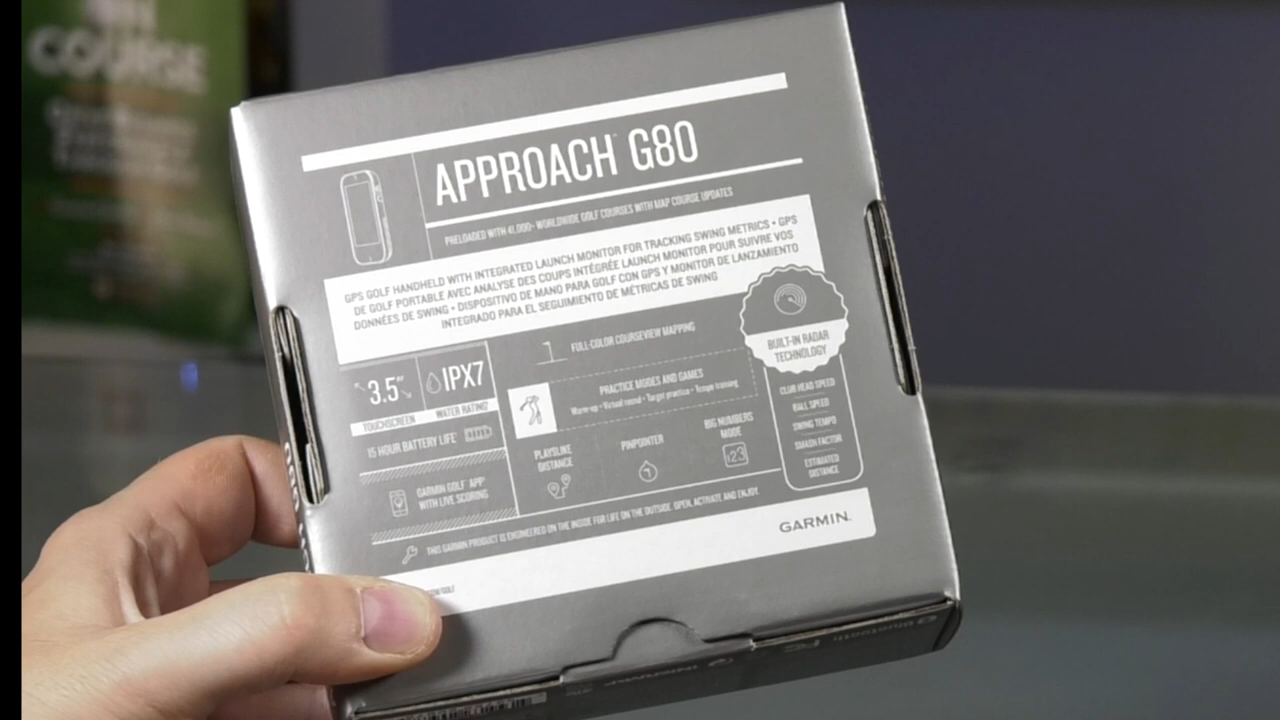 COURSE
APPROACH™ G80
PRELOADED WITH 41,000+ WORLDWIDE GOLF COURSES WITH MAP COURSE UPDATES
GPS GOLF HANDHELD WITH INTEGRATED LAUNCH MONITOR FOR TRACKING SWING METRICS • GPS
DE GOLF PORTABLE AVEC ANALYSE DES COUPS INTÉGRÉE LAUNCH MONITOR POUR SUIVRE VOS
DONNÉES DE SWING • DISPOSITIVO DE MANO PARA GOLF CON GPS Y MONITOR DE LANZAMIENTO
INTEGRADO PARA EL SEGUIMIENTO DE MÉTRICAS DE SWING
3.5"
TOUCHSCREEN
IPX7
WATER RATING
15 HOUR BATTERY LIFE
GARMIN GOLF™ APP
WITH LIVE SCORING
FULL-COLOR COURSEVIEW MAPPING
PRACTICE MODES AND GAMES
Warm-up • Virtual round • Target practice • Tempo training
PLAYSLIKE
DISTANCE
PINPOINTER
BIG NUMBERS
MODE
123
BUILT-IN RADAR
TECHNOLOGY
CLUB HEAD SPEED
BALL SPEED
SWING TEMPO
SMASH FACTOR
ESTIMATED
DISTANCE
THIS GARMIN PRODUCT IS ENGINEERED ON THE INSIDE FOR LIFE ON THE OUTSIDE. OPEN, ACTIVATE AND ENJOY.
GARMIN
Bluetooth
FC